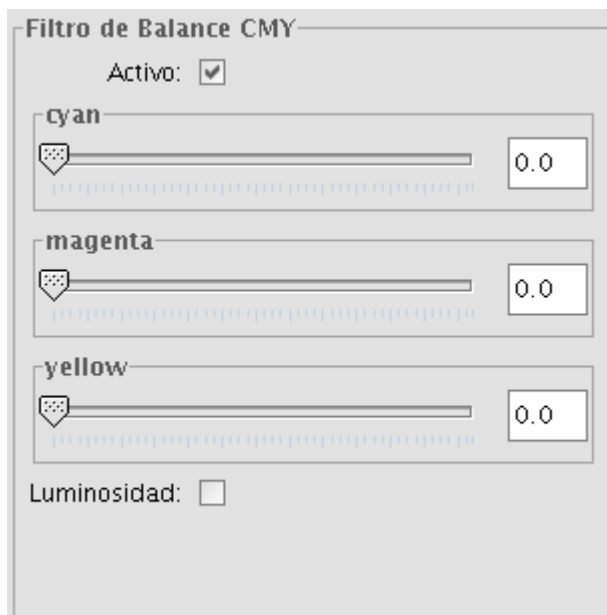 Filtro de Balance CMY
Activo:
cyan
0.0
magenta
0.0
yellow
0.0
Luminosidad: